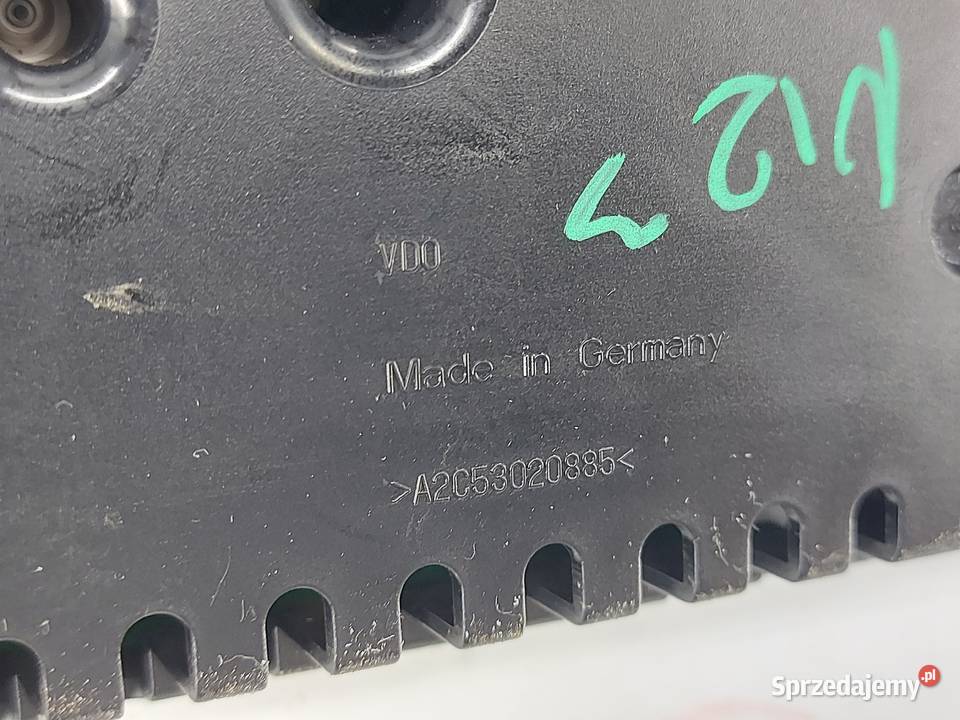 VDO
Made in Germany
>A2C53020885<
Sprzedajemy.pl